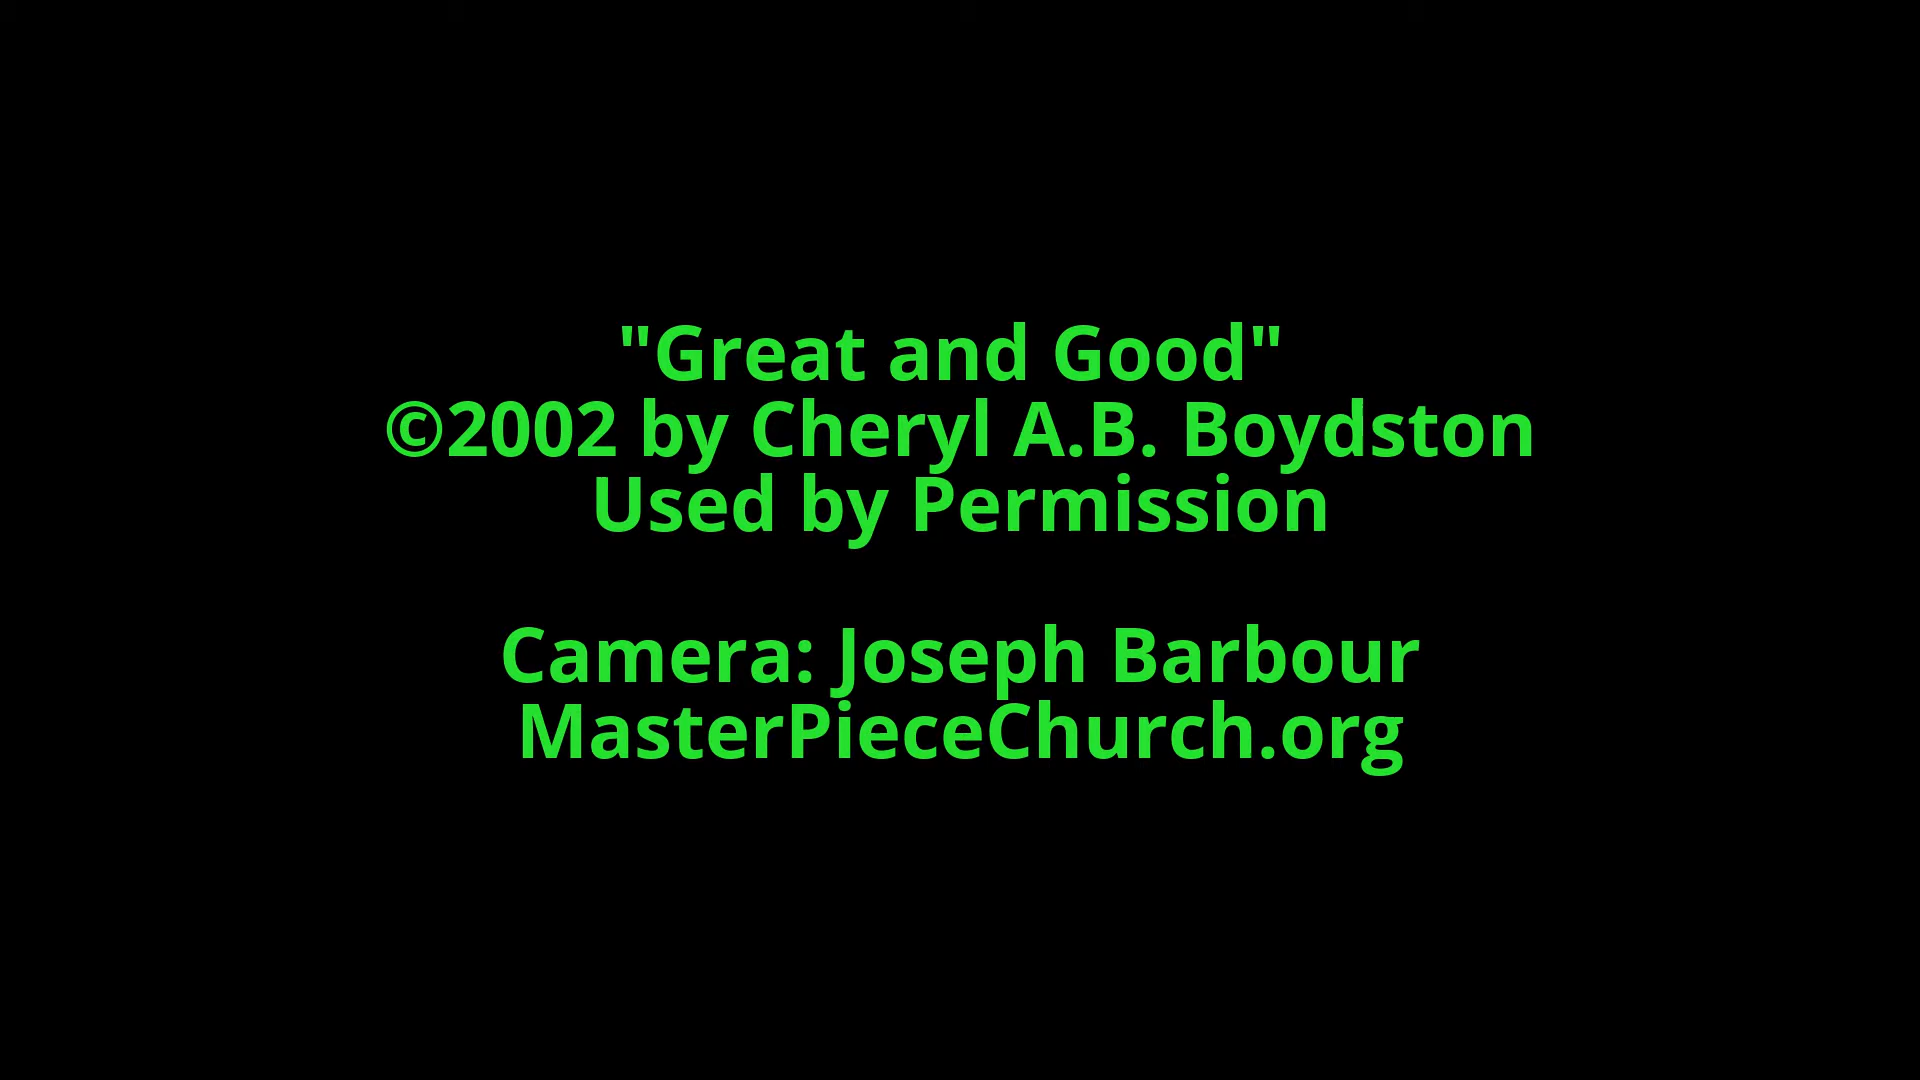 "Great and Good"
©2002 by Cheryl A.B. Boydston
Used by Permission
Camera: Joseph Barbour
MasterPieceChurch.org